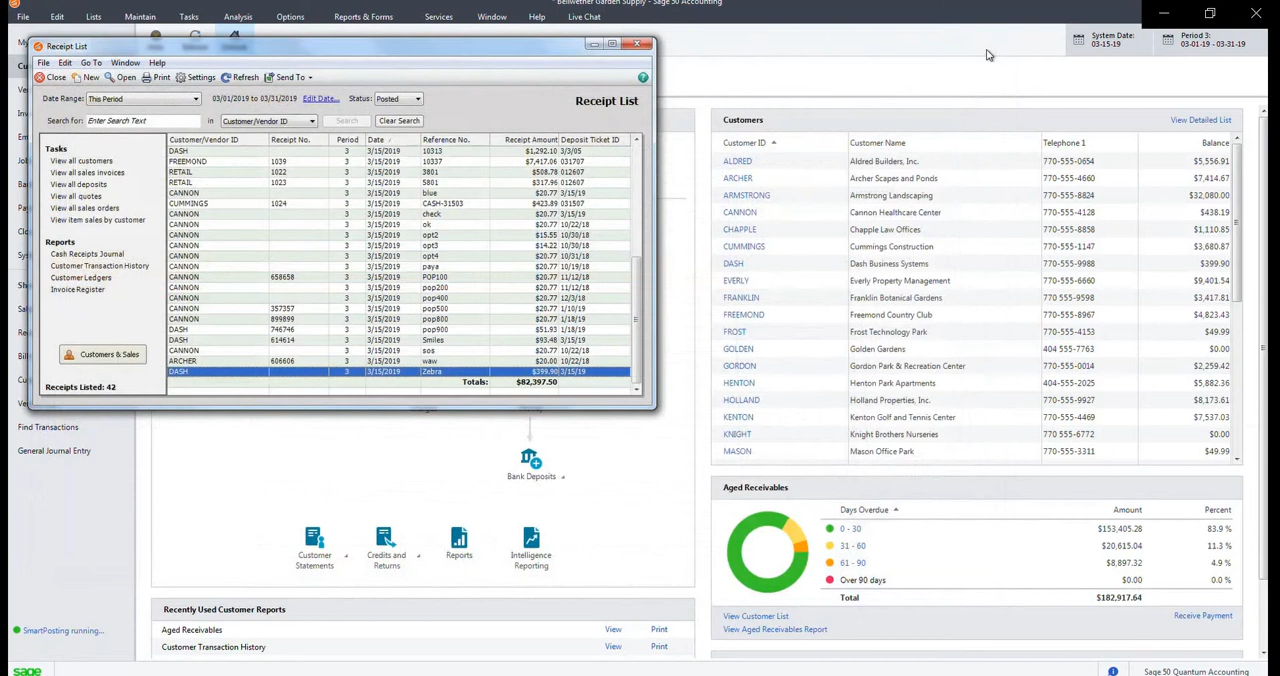 * Bellwether Garden Supply - Sage 50 Accounting
File Edit Lists Maintain Tasks Analysis Options Reports & Forms Services Window Help Live Chat
System Date: 03-15-19
Period 3: 03-01-19 - 03-31-19
Receipt List
File Edit Go To Window Help
Close New Open Print Settings Refresh Send To
Date Range: This Period 03/01/2019 to 03/31/2019 Edit Date... Status: Posted
Receipt List
Search for: Enter Search Text in Customer/Vendor ID Search Clear Search
Tasks
View all customers
View all sales invoices
View all deposits
View all quotes
View all sales orders
View item sales by customer
Reports
Cash Receipts Journal
Customer Transaction History
Customer Ledgers
Invoice Register
Customers & Sales
Receipts Listed: 42
Customer/Vendor ID Receipt No. Period Date Reference No. Receipt Amount Deposit Ticket ID
DASH 3 3/15/2019 10313 $1,292.10 3/3/05
FREEMOND 1039 3 3/15/2019 10337 $7,417.06 031707
RETAIL 1022 3 3/15/2019 3801 $508.78 012607
RETAIL 1023 3 3/15/2019 5801 $317.96 012607
CANNON 3 3/15/2019 blue $20.77 3/15/19
CUMMINGS 1024 3 3/15/2019 CASH-31503 $423.89 031507
CANNON 3 3/15/2019 check $20.77 3/15/19
CANNON 3 3/15/2019 ok $20.77 10/22/18
CANNON 3 3/15/2019 opt2 $15.55 10/30/18
CANNON 3 3/15/2019 opt3 $14.22 10/30/18
CANNON 3 3/15/2019 opt4 $20.77 10/31/18
CANNON 3 3/15/2019 paya $20.77 10/19/18
CANNON 658658 3 3/15/2019 POP100 $20.77 11/12/18
CANNON 3 3/15/2019 pop200 $20.77 11/12/18
CANNON 3 3/15/2019 pop400 $20.77 12/3/18
CANNON 357357 3 3/15/2019 pop500 $20.77 1/10/19
CANNON 899899 3 3/15/2019 pop800 $20.77 1/18/19
DASH 746746 3 3/15/2019 pop900 $51.93 1/18/19
DASH 614614 3 3/15/2019 Smiles $93.48 3/15/19
CANNON 3 3/15/2019 sos $20.77 10/22/18
ARCHER 606606 3 3/15/2019 waw $20.00 10/22/18
DASH 3 3/15/2019 Zebra $399.90 3/15/19
Totals: $82,397.50
Find Transactions
General Journal Entry
SmartPosting running...
Bank Deposits
Customer Statements
Credits and Returns
Reports
Intelligence Reporting
Recently Used Customer Reports
Aged Receivables View Print
Customer Transaction History View Print
Customers View Detailed List
Customer ID Customer Name Telephone 1 Balance
ALDRED Aldred Builders, Inc. 770-555-0654 $5,556.91
ARCHER Archer Scapes and Ponds 770-555-4660 $7,414.67
ARMSTRONG Armstrong Landscaping 770-555-8824 $32,080.00
CANNON Cannon Healthcare Center 770-555-4128 $438.19
CHAPPLE Chapple Law Offices 770-555-8858 $1,110.85
CUMMINGS Cummings Construction 770-555-1147 $3,680.87
DASH Dash Business Systems 770-555-9988 $399.90
EVERLY Everly Property Management 770-555-6660 $9,401.54
FRANKLIN Franklin Botanical Gardens 770 555-9598 $3,417.81
FREEMOND Freemond Country Club 770-555-8967 $4,823.43
FROST Frost Technology Park 770-555-4153 $49.99
GOLDEN Golden Gardens 404 555-7763 $0.00
GORDON Gordon Park & Recreation Center 770-555-0014 $2,259.42
HENTON Henton Park Apartments 404-555-2025 $5,882.36
HOLLAND Holland Properties, Inc. 770-555-9927 $8,173.61
KENTON Kenton Golf and Tennis Center 770-555-4469 $7,537.03
KNIGHT Knight Brothers Nurseries 770 555-6772 $0.00
MASON Mason Office Park 770-555-3311 $49.99
Aged Receivables
Days Overdue Amount Percent
0 - 30 $153,405.28 83.9 %
31 - 60 $20,615.04 11.3 %
61 - 90 $8,897.32 4.9 %
Over 90 days $0.00 0.0 %
Total $182,917.64
View Customer List Receive Payment
View Aged Receivables Report
sage Sage 50 Quantum Accounting